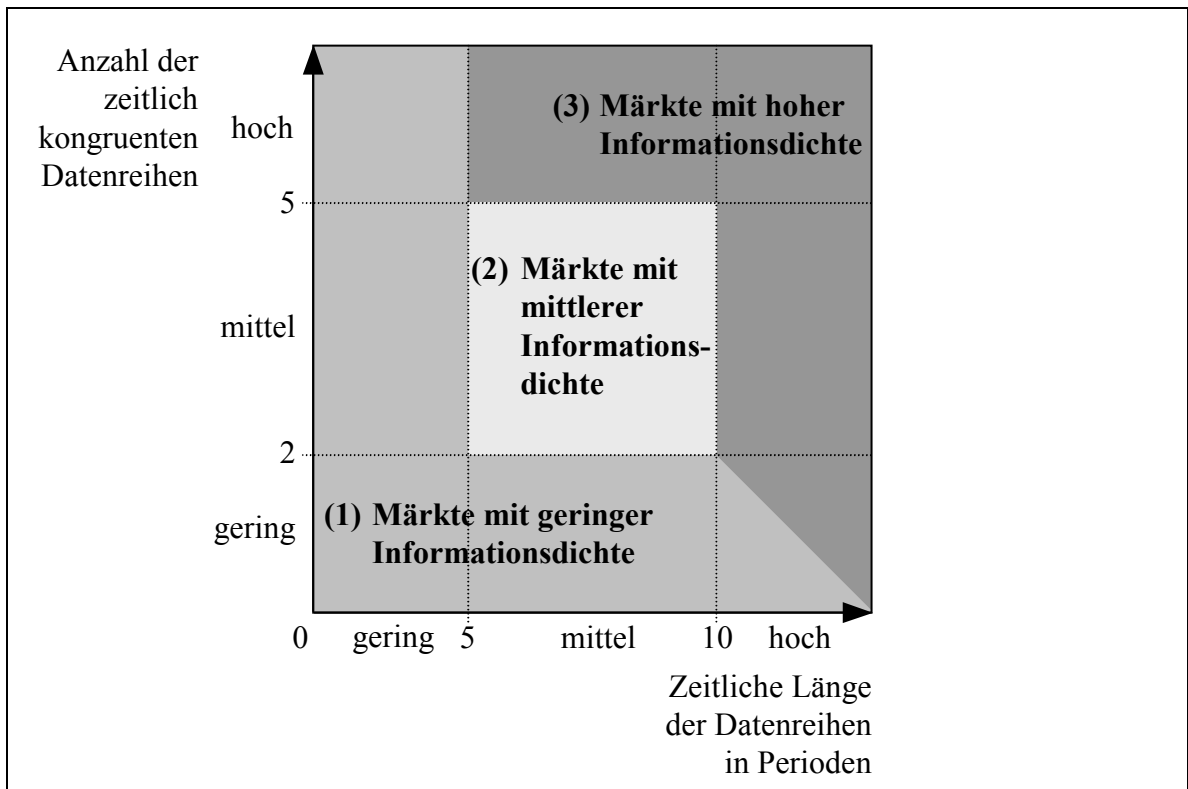 Anzahl der
zeitlich
kongruenten
Datenreihen
hoch
(3) Märkte mit hoher
Informationsdichte
5
mittel
(2) Märkte mit
mittlerer
Informations-
dichte
2
gering
(1) Märkte mit geringer
Informationsdichte
0 gering 5 mittel 10 hoch
Zeitliche Länge
der Datenreihen
in Perioden